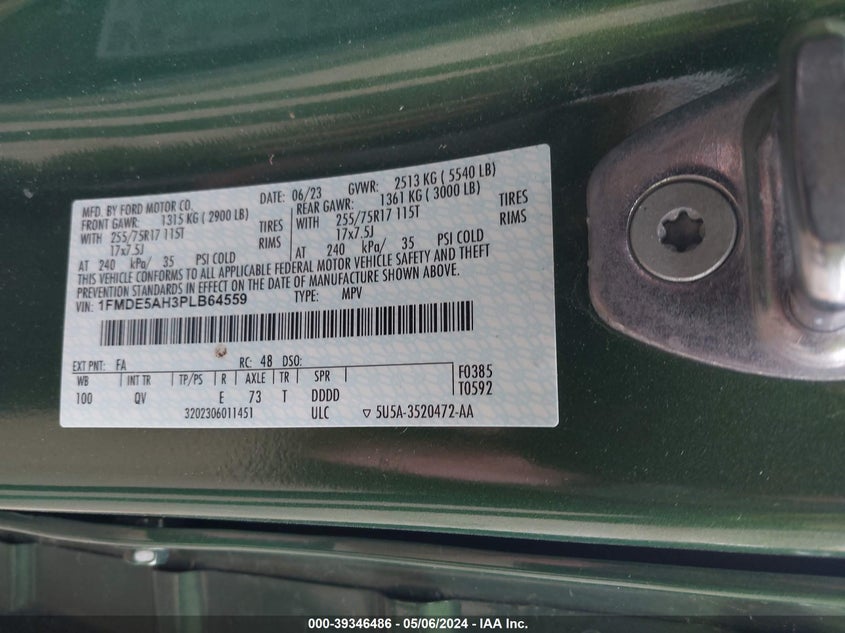 MFD. BY FORD MOTOR CO. DATE: 06/23 GVWR: 2513 KG ( 5540 LB)
FRONT GAWR: 1315 KG ( 2900 LB) REAR GAWR: 1361 KG ( 3000 LB)
WITH 255/75R17 115T TIRES WITH 255/75R17 115T TIRES
17x7.5J RIMS 17x7.5J RIMS
AT 240 kPa/ 35 PSI COLD AT 240 kPa/ 35 PSI COLD
THIS VEHICLE CONFORMS TO ALL APPLICABLE FEDERAL MOTOR VEHICLE SAFETY AND THEFT
PREVENTION STANDARDS IN EFFECT ON THE DATE OF MANUFACTURE SHOWN ABOVE.
VIN: 1FMDE5AH3PLB64559 TYPE: MPV
EXT PNT: FA RC: 48 DSO: F0385
WB INT TR TP/PS R AXLE TR SPR T0592
100 QV E 73 T DDDD
3202306011451 ULC ▽ 5U5A-3520472-AA
000-39346486 - 05/06/2024 - IAA Inc.